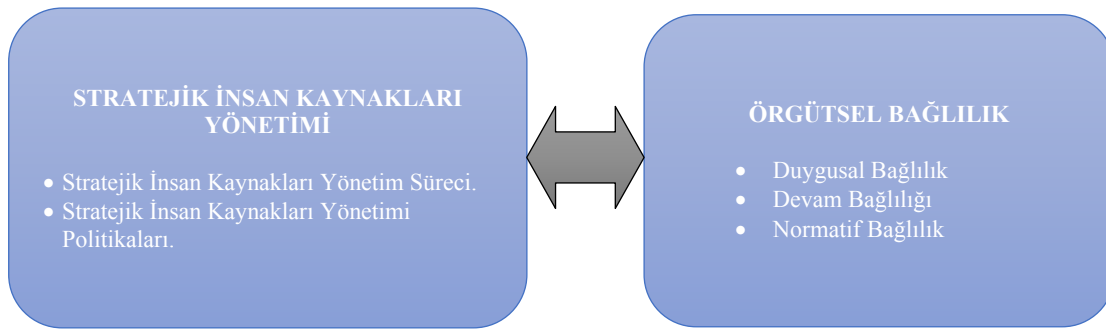 STRATEJİK İNSAN KAYNAKLARI
YÖNETİMİ
• Stratejik İnsan Kaynakları Yönetim Süreci.
• Stratejik İnsan Kaynakları Yönetimi
Politikaları.
ÖRGÜTSEL BAĞLILIK
• Duygusal Bağlılık
• Devam Bağlılığı
• Normatif Bağlılık